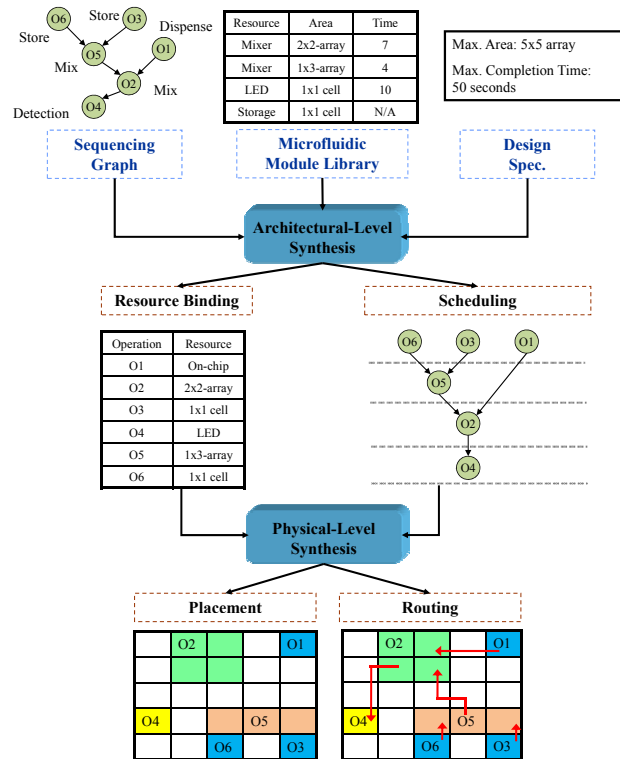 O6
O3
Store
Store
Dispense
O5
O1
Mix
O2
Mix
O4
Detection
Resource Area Time
Mixer 2x2-array 7
Mixer 1x3-array 4
LED 1x1 cell 10
Storage 1x1 cell N/A
Max. Area: 5x5 array
Max. Completion Time:
50 seconds
Sequencing
Graph
Microfluidic
Module Library
Design
Spec.
Architectural-Level
Synthesis
Resource Binding
Scheduling
Operation Resource
O1 On-chip
O2 2x2-array
O3 1x1 cell
O4 LED
O5 1x3-array
O6 1x1 cell
O6 O3 O1
O5
O2
O4
Physical-Level
Synthesis
Placement
Routing
O2 O1
O4 O5
O6 O3
O2 O1
O4 O5
O6 O3